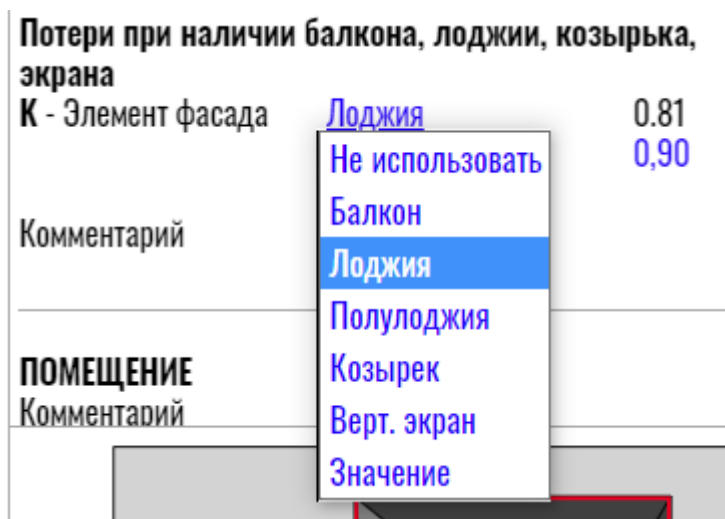 Потери при наличии балкона, лоджии, козырька,
экрана
К - Элемент фасада Лоджия 0.81
0,90
Не использовать
Балкон
Лоджия
Полулоджия
Козырек
Верт. экран
Значение
Комментарий
ПОМЕЩЕНИЕ
Комментарий